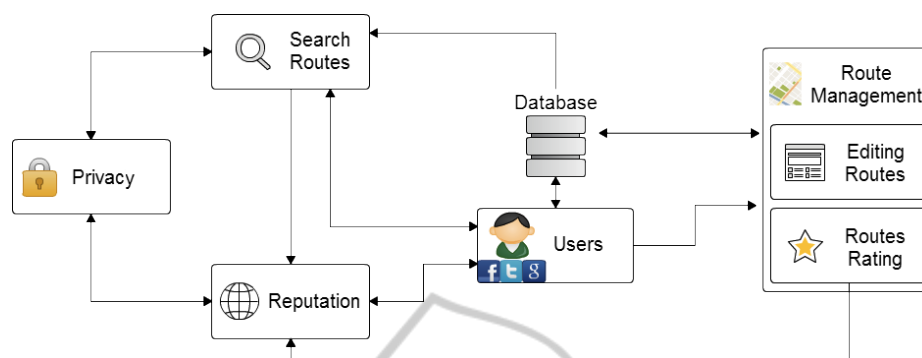 Search
Routes
Database
Route
Management
Privacy
Editing
Routes
Users
f t g
Routes
Rating
Reputation